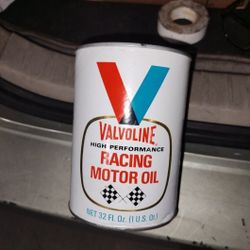 VALVOLINE
HIGH PERFORMANCE
RACING
MOTOR OIL
NET 32 FL. Oz. (1 U.S. Qt.)